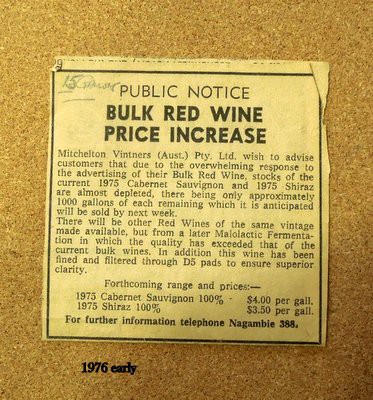 PUBLIC NOTICE
BULK RED WINE
PRICE INCREASE
Mitchelton Vintners (Aust.) Pty. Ltd. wish to advise
customers that due to the overwhelming response to
the advertising of their Bulk Red Wine, stocks of the
current 1975 Cabernet Sauvignon and 1975 Shiraz
are almost depleted, there being only approximately
1000 gallons of each remaining which it is anticipated
will be sold by next week.
There will be other Red Wines of the same vintage
made available, but from a later Malolactic Fermenta-
tion in which the quality has exceeded that of the
current bulk wines. In addition this wine has been
fined and filtered through D5 pads to ensure superior
clarity.
Forthcoming range and prices:—
1975 Cabernet Sauvignon 100% - $4.00 per gall.
1975 Shiraz 100% $3.50 per gall.
For further information telephone Nagambie 388.
1976 early